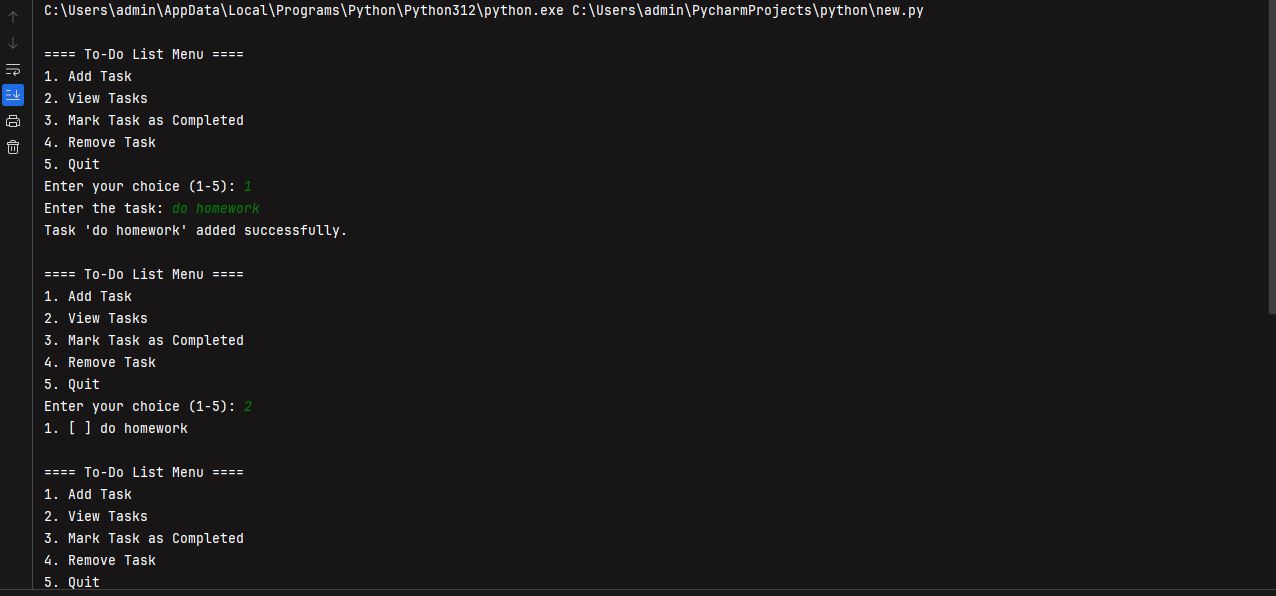 C:\Users\admin\AppData\Local\Programs\Python\Python312\python.exe C:\Users\admin\PycharmProjects\python\new.py
==== To-Do List Menu ====
1. Add Task
2. View Tasks
3. Mark Task as Completed
4. Remove Task
5. Quit
Enter your choice (1-5): 1
Enter the task: do homework
Task 'do homework' added successfully.
==== To-Do List Menu ====
1. Add Task
2. View Tasks
3. Mark Task as Completed
4. Remove Task
5. Quit
Enter your choice (1-5): 2
1. [ ] do homework
==== To-Do List Menu ====
1. Add Task
2. View Tasks
3. Mark Task as Completed
4. Remove Task
5. Quit